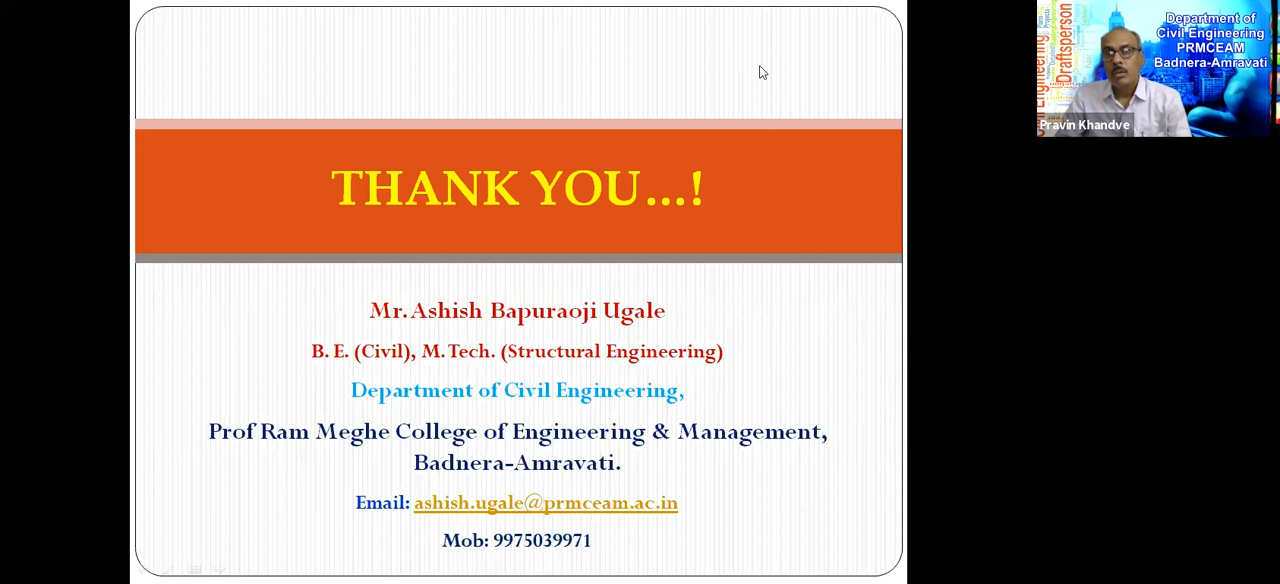 THANK YOU...!
Mr. Ashish Bapuraoji Ugale
B. E. (Civil), M. Tech. (Structural Engineering)
Department of Civil Engineering,
Prof Ram Meghe College of Engineering & Management,
Badnera-Amravati.
Email: ashish.ugale@prmceam.ac.in
Mob: 9975039971
Department of
Civil Engineering
PRMCEAM
Badnera-Amravati
Draftsperson
Engineering
Pravin Khandve